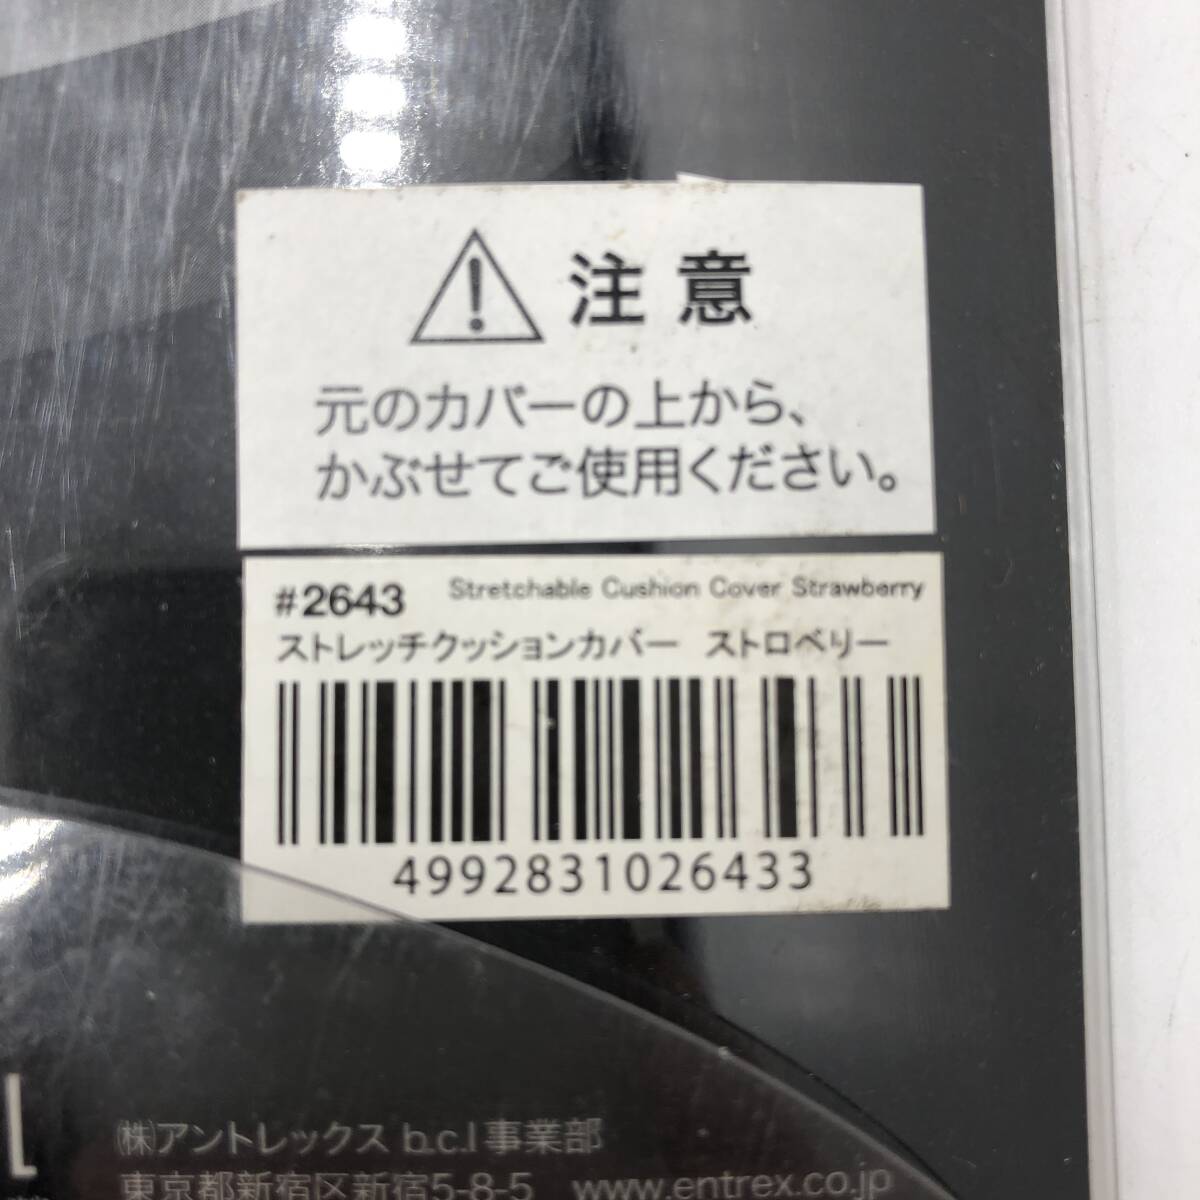 注意
元のカバーの上から、
かぶせてご使用ください。
#2643 Stretchable Cushion Cover Strawberry
ストレッチクッションカバー ストロベリー
4992831026433
㈱アントレックス b.c.l 事業部
東京都新宿区新宿5-8-5 www.entrex.co.jp